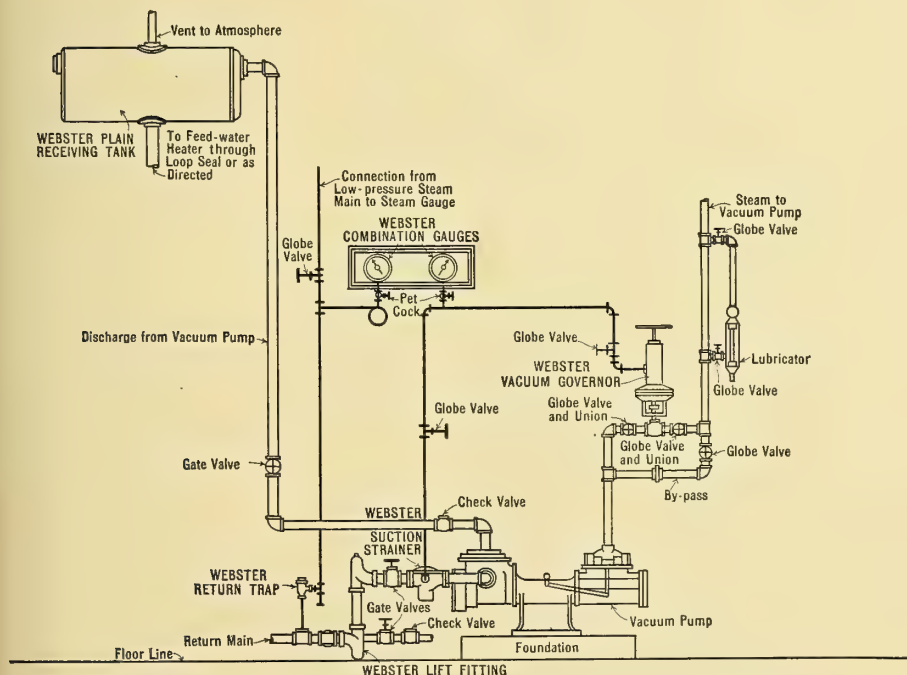 Vent to Atmosphere
WEBSTER PLAIN
RECEIVING TANK
To Feed-water
Heater through
Loop Seal or as
Directed
Connection from
Low-pressure Steam
Main to Steam Gauge
WEBSTER
COMBINATION GAUGES
Globe
Valve
Pet
Cock
Steam to
Vacuum Pump
Globe Valve
Discharge from Vacuum Pump
Globe Valve
WEBSTER
VACUUM GOVERNOR
Lubricator
Globe Valve
Globe Valve
and Union
Globe Valve
Globe Valve
and Union
Globe Valve
By-pass
Gate Valve
Check Valve
WEBSTER
SUCTION
STRAINER
WEBSTER
RETURN TRAP
Gate Valves
Check Valve
Vacuum Pump
Return Main
Foundation
Floor Line
WEBSTER LIFT FITTING